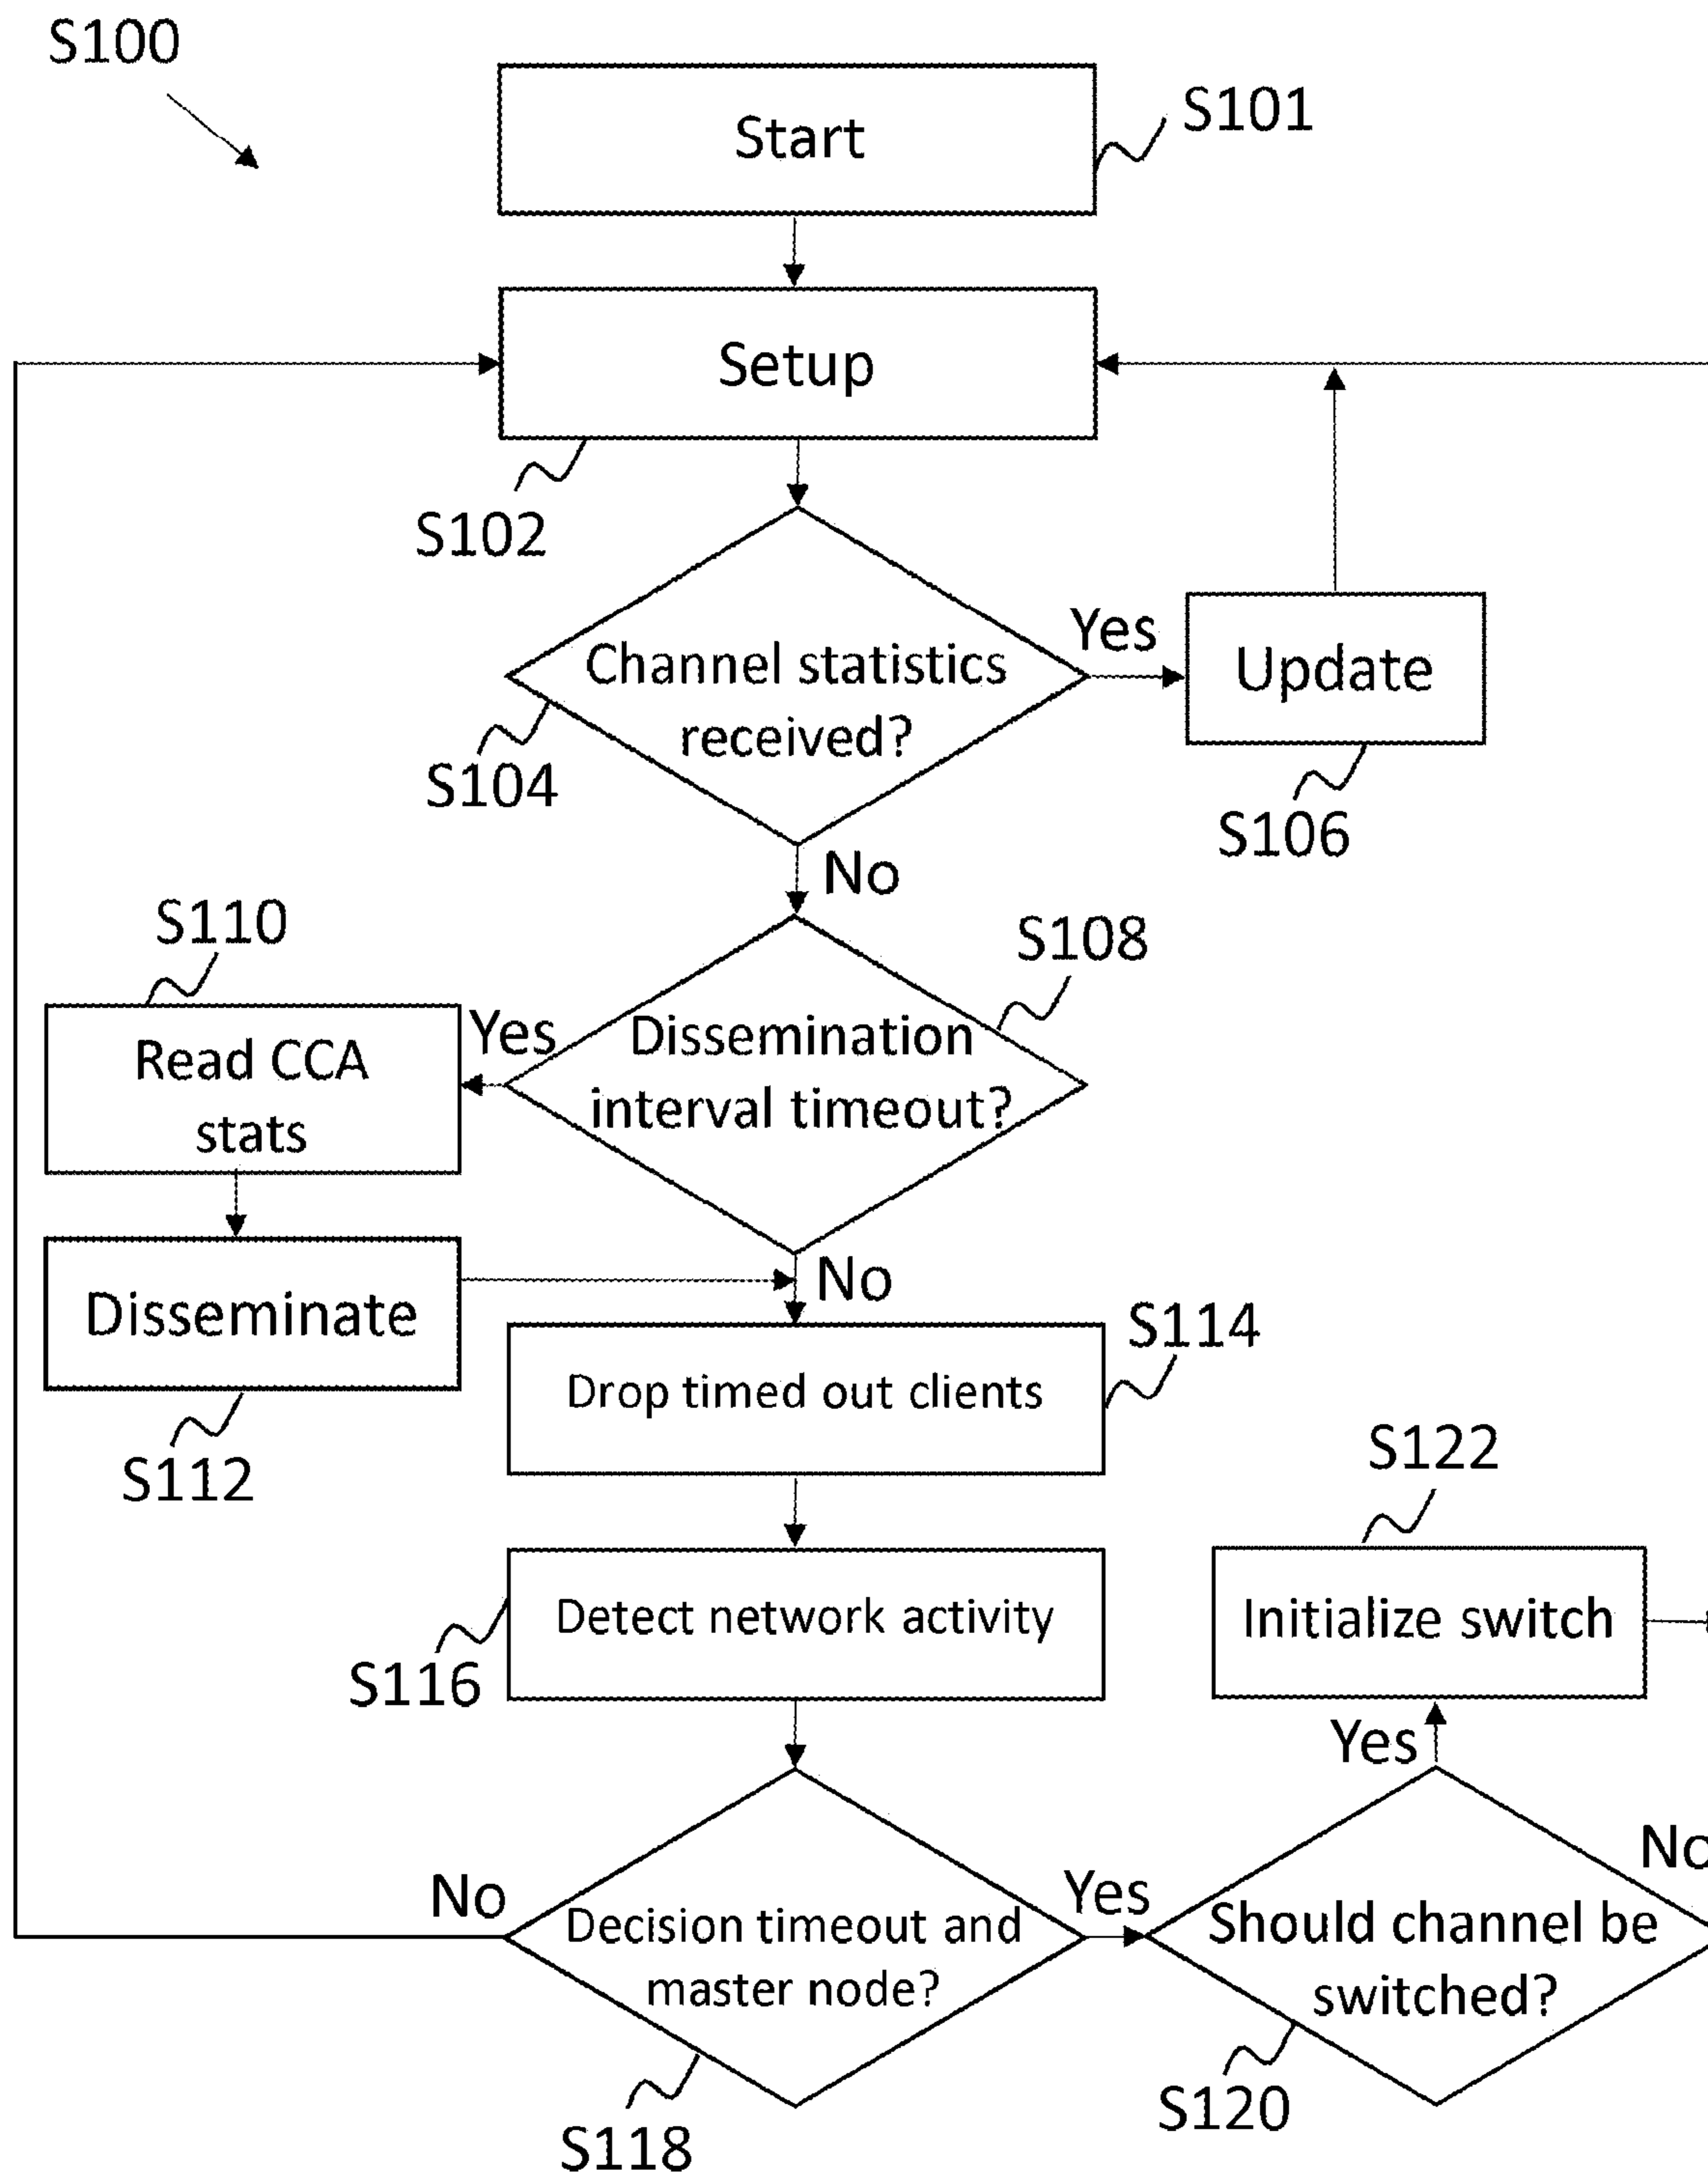 S100
Start
S101
Setup
S102
Channel statistics
received?
S104
Yes
Update
S106
No
S110
S108
Read CCA
stats
Yes
Dissemination
interval timeout?
Disseminate
S112
No
S114
Drop timed out clients
S122
Detect network activity
S116
Initialize switch
Yes
No
Decision timeout and
master node?
Yes
No
Should channel be
switched?
S118
S120